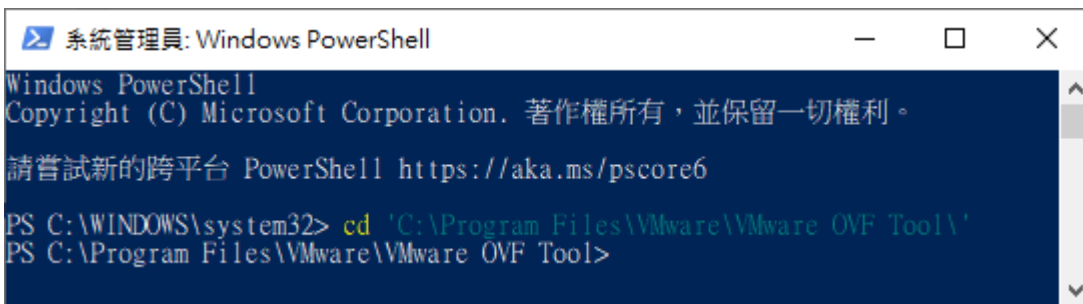 系統管理員: Windows PowerShell
Windows PowerShell
Copyright (C) Microsoft Corporation. 著作權所有，並保留一切權利。
請嘗試新的跨平台 PowerShell https://aka.ms/pscore6
PS C:\WINDOWS\system32> cd 'C:\Program Files\VMware\VMware OVF Tool\'
PS C:\Program Files\VMware\VMware OVF Tool>